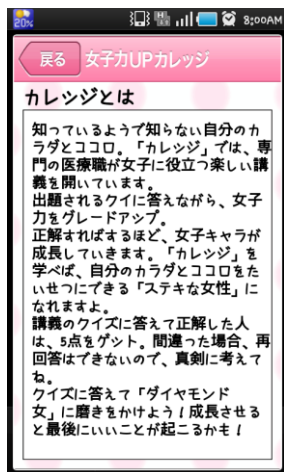 20%
8:00AM
戻る 女子力UPカレッジ
カレッジとは
知っているようで知らない自分のカ
ラダとココロ。「カレッジ」では、専
門の医療職が女子に役立つ楽しい講
義を開いています。
出題されるクイに答えながら、女子
力をグレードアップ。
正解すればするほど、女子キャラが
成長していきます。「カレッジ」を
学べば、自分のカラダとココロをた
いせつにできる「ステキな女性」に
なれますよ。
講義のクイズに答えて正解した人
は、5点をゲット。間違った場合、再
回答はできないので、真剣に考えて
ね。
クイズに答えて「ダイヤモンド
女」に磨きをかけよう！成長させる
と最後にいいことが起こるかも！